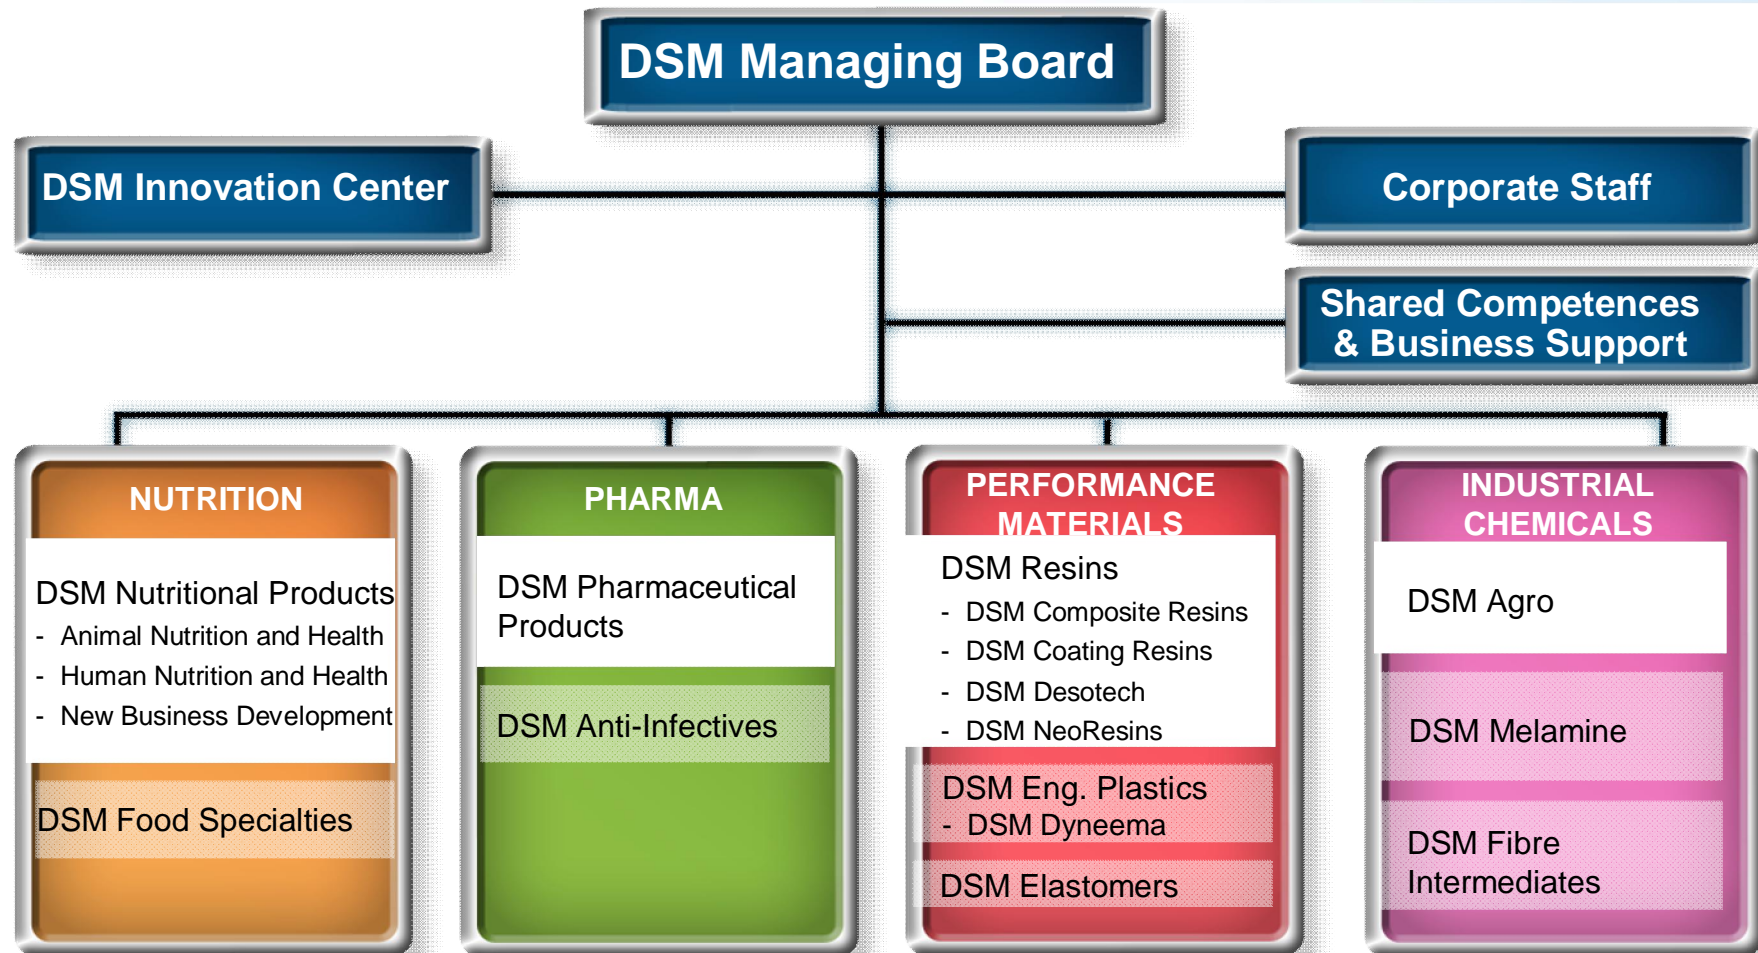 DSM Managing Board
DSM Innovation Center
Corporate Staff
Shared Competences
& Business Support
NUTRITION
DSM Nutritional Products
- Animal Nutrition and Health
- Human Nutrition and Health
- New Business Development
DSM Food Specialties
PHARMA
DSM Pharmaceutical
Products
DSM Anti-Infectives
PERFORMANCE
MATERIALS
DSM Resins
- DSM Composite Resins
- DSM Coating Resins
- DSM Desotech
- DSM NeoResins
DSM Eng. Plastics
- DSM Dyneema
DSM Elastomers
INDUSTRIAL
CHEMICALS
DSM Agro
DSM Melamine
DSM Fibre
Intermediates